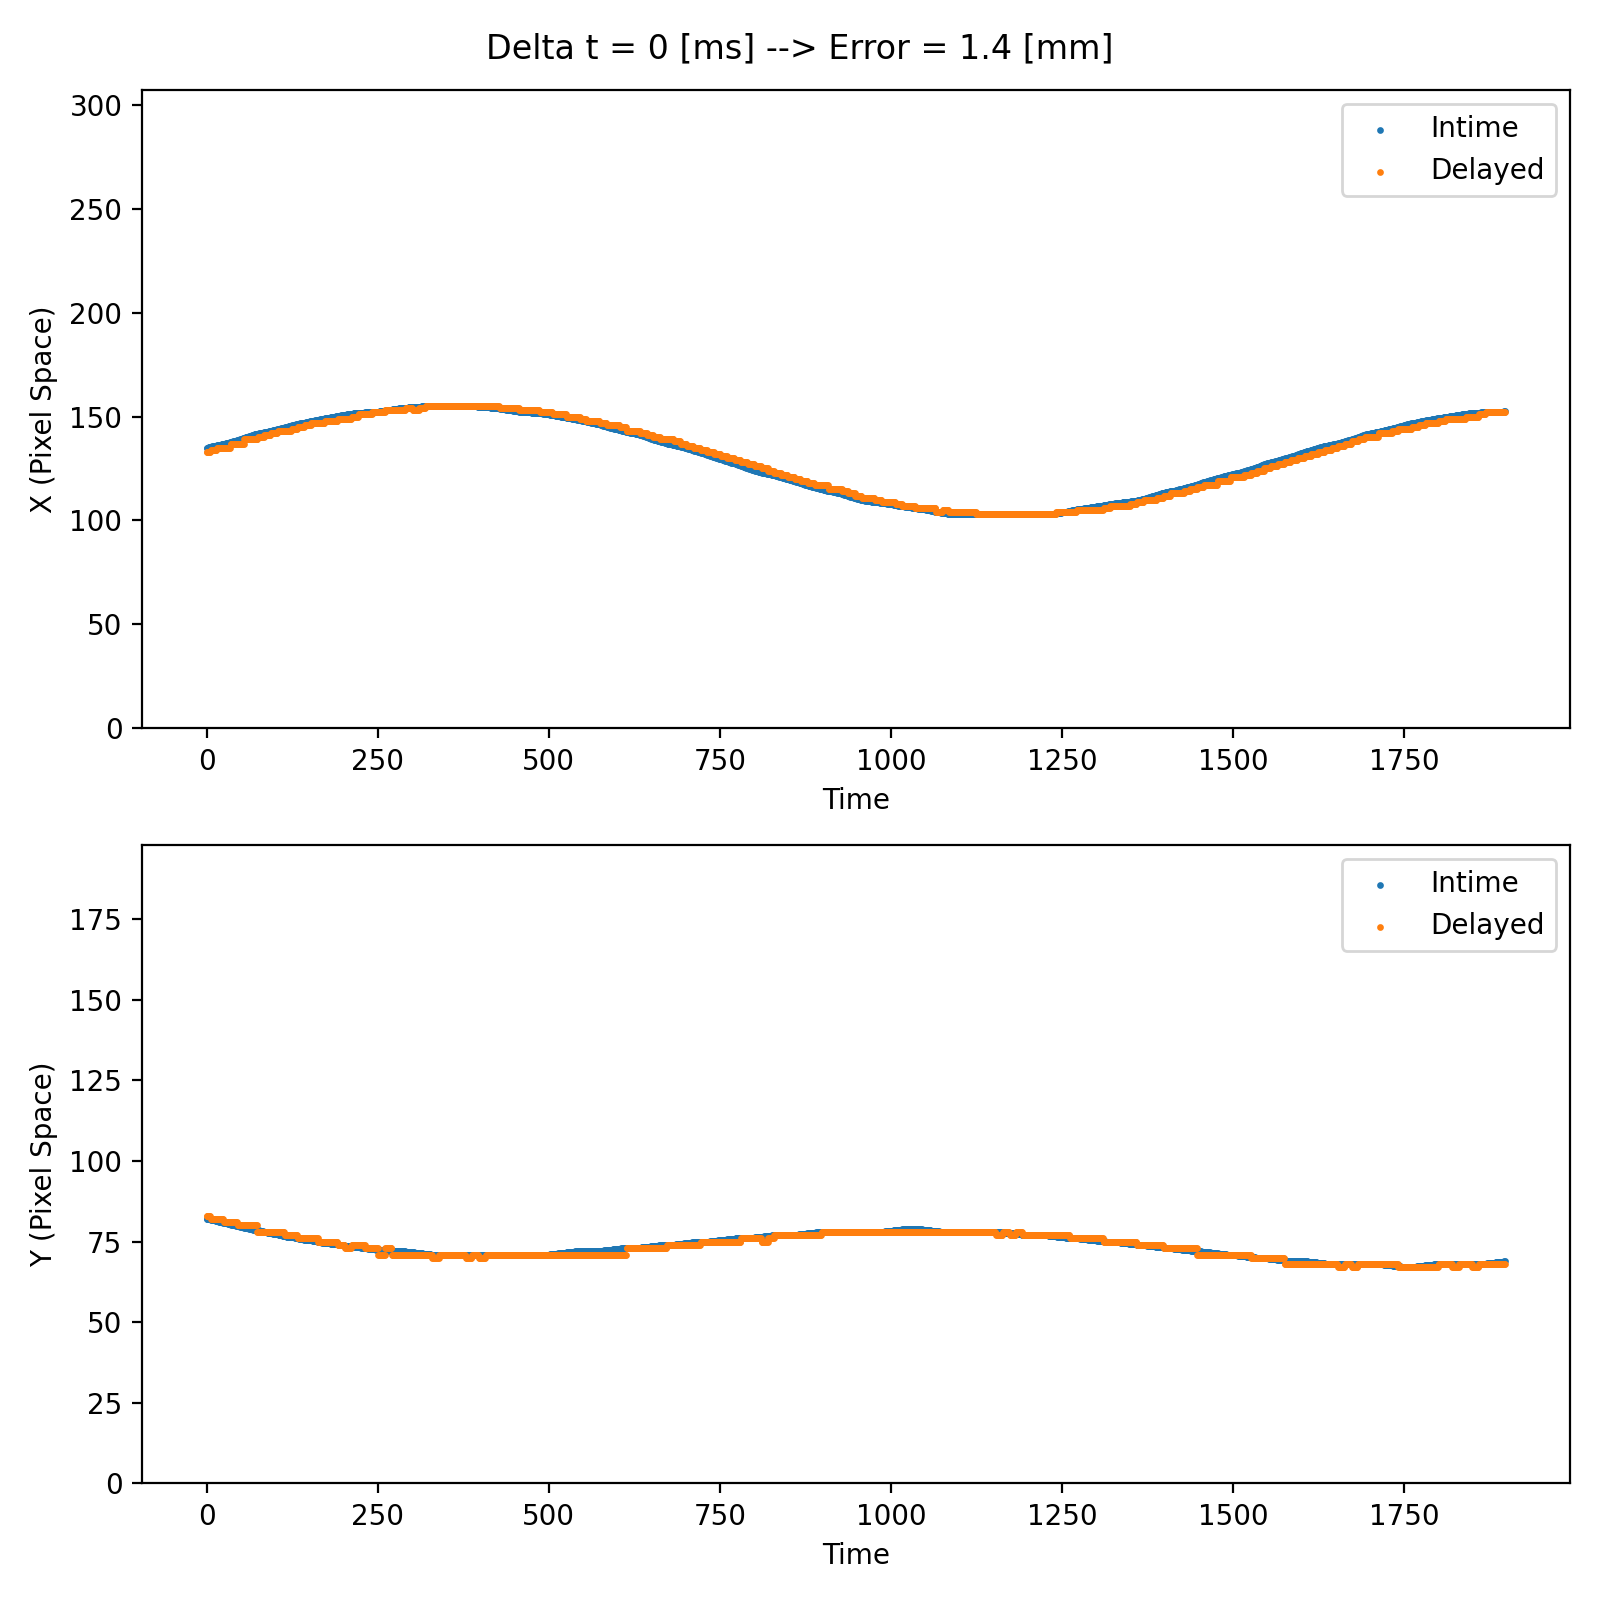 Delta t = 0 [ms] --> Error = 1.4 [mm]
300
250
200
150
100
50
0
X (Pixel Space)
Intime
Delayed
0 250 500 750 1000 1250 1500 1750
Time
175
150
125
100
75
50
25
0
Y (Pixel Space)
Intime
Delayed
0 250 500 750 1000 1250 1500 1750
Time